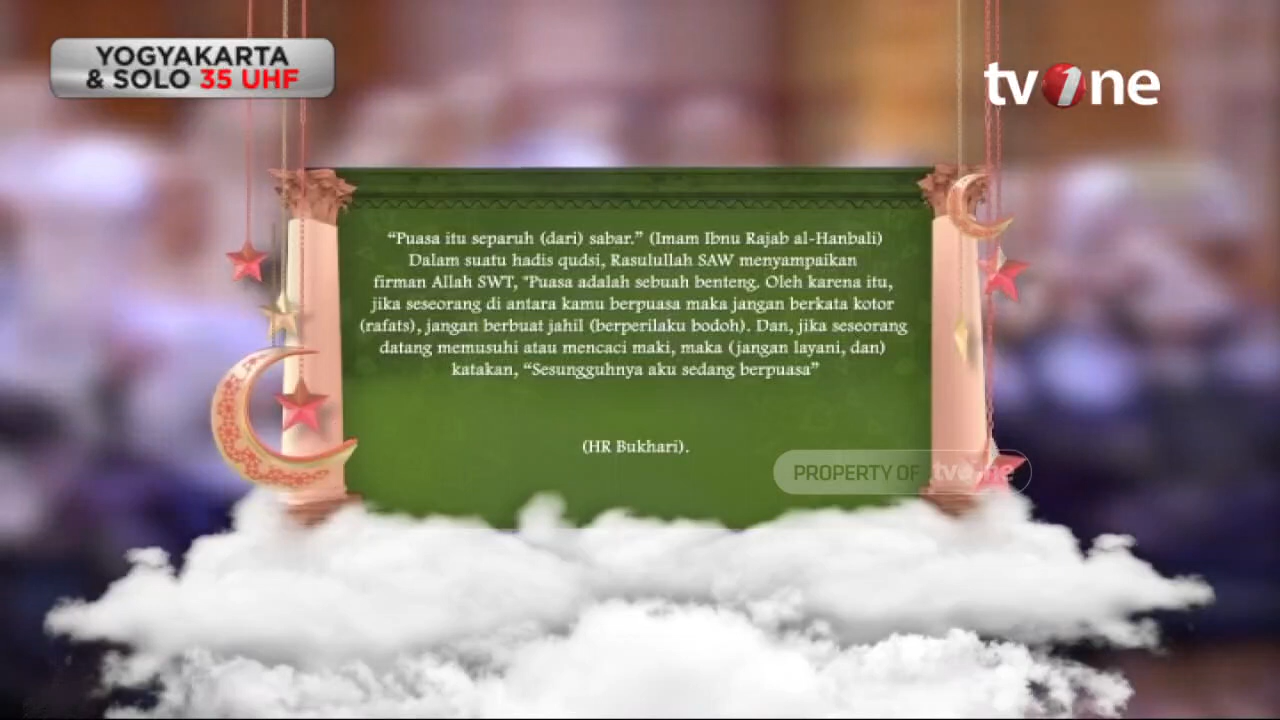 YOGYAKARTA
& SOLO 35 UHF
tvOne
“Puasa itu separuh (dari) sabar.” (Imam Ibnu Rajab al-Hanbali)
Dalam suatu hadis qudsi, Rasulullah SAW menyampaikan
firman Allah SWT, "Puasa adalah sebuah benteng. Oleh karena itu,
jika seseorang di antara kamu berpuasa maka jangan berkata kotor
(rafats), jangan berbuat jahil (berperilaku bodoh). Dan, jika seseorang
datang memusuhi atau mencaci maki, maka (jangan layani, dan)
katakan, “Sesungguhnya aku sedang berpuasa”
(HR Bukhari).
PROPERTY OF tvOne